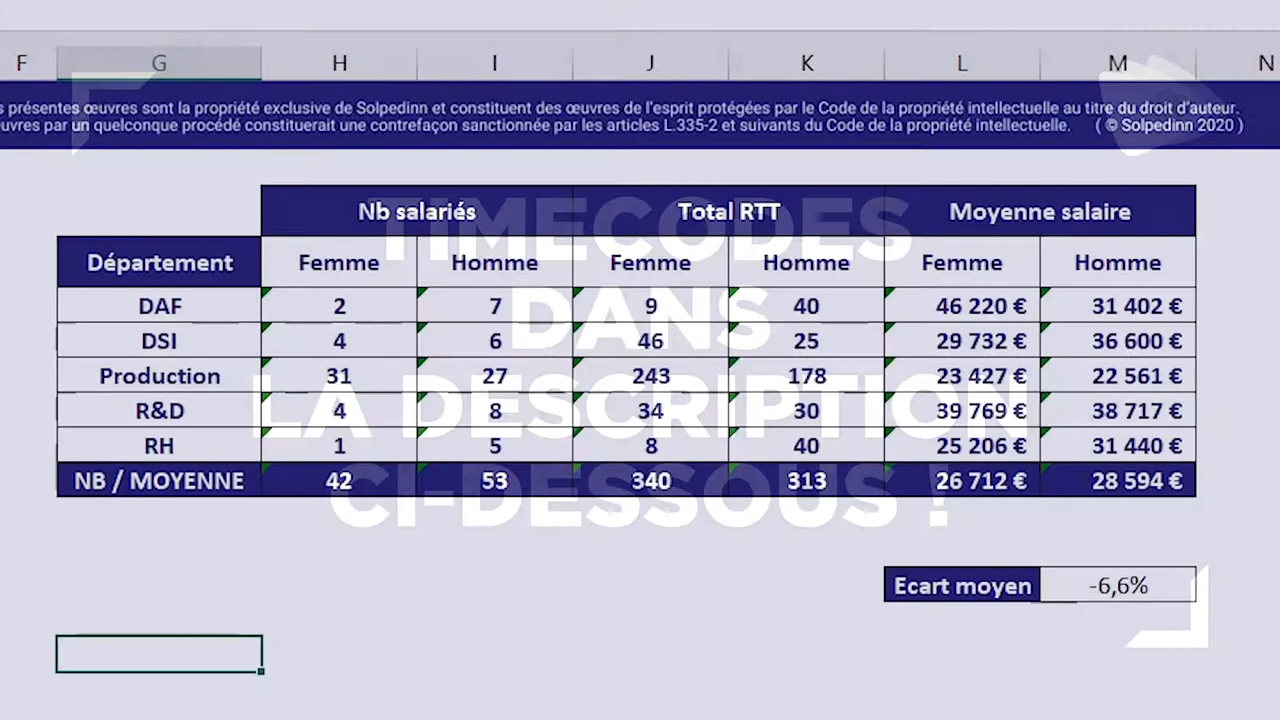 F G H I J K L M N
s présentes œuvres sont la propriété exclusive de Solpedinn et constituent des œuvres de l'esprit protégées par le Code de la propriété intellectuelle au titre du droit d'auteur.
uvres par un quelconque procédé constituerait une contrefaçon sanctionnée par les articles L.335-2 et suivants du Code de la propriété intellectuelle. ( © Solpedinn 2020 )
Nb salariés Total RTT Moyenne salaire
Département Femme Homme Femme Homme Femme Homme
DAF 2 7 9 40 46 220 € 31 402 €
DSI 4 6 46 25 29 732 € 36 600 €
Production 31 27 243 178 23 427 € 22 561 €
R&D 4 8 34 30 39 769 € 38 717 €
RH 1 5 8 40 25 206 € 31 440 €
NB / MOYENNE 42 53 340 313 26 712 € 28 594 €
Ecart moyen -6,6%
TIMECODES
DANS
LA DESCRIPTION
CI-DESSOUS !